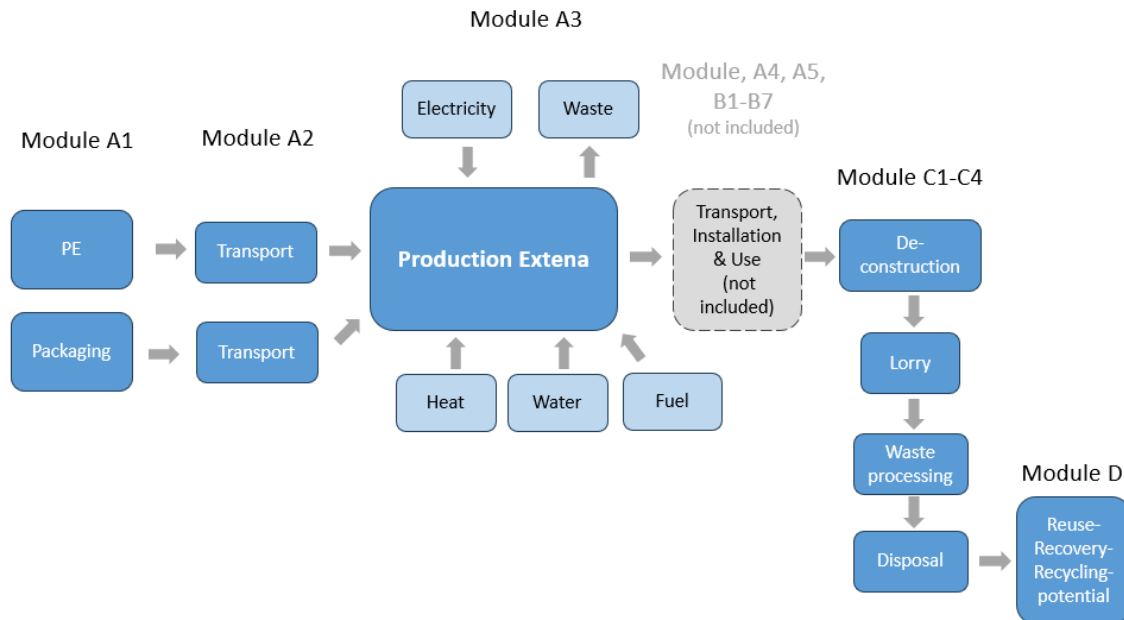 Module A3
Module, A4, A5,
B1-B7
(not included)
Electricity
Waste
Module A1
Module A2
Module C1-C4
PE
Transport
Production Extena
Transport,
Installation
& Use
(not
included)
De-
construction
Packaging
Transport
Lorry
Heat
Water
Fuel
Waste
processing
Module D
Disposal
Reuse-
Recovery-
Recycling-
potential